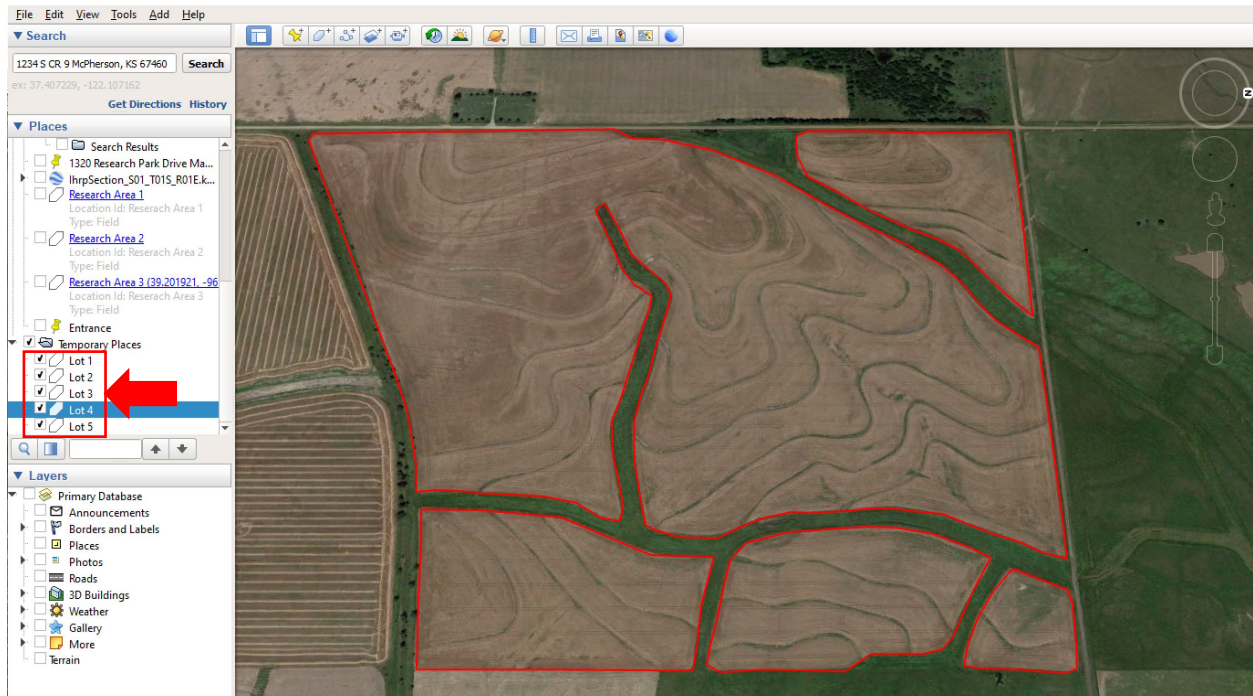 File Edit View Tools Add Help
Search
1234 S CR 9 McPherson, KS 67460 Search
ex: 37.407229, -122.107162
Get Directions History
Places
Search Results
1320 Research Park Drive Ma...
IhrpSection_S01_T01S_R01E.k...
Research Area 1
Location Id: Reserach Area 1
Type: Field
Research Area 2
Location Id: Reserach Area 2
Type: Field
Reserach Area 3 (39.201921, -96
Location Id: Reserach Area 3
Type: Field
Entrance
Temporary Places
Lot 1
Lot 2
Lot 3
Lot 4
Lot 5
Layers
Primary Database
Announcements
Borders and Labels
Places
Photos
Roads
3D Buildings
Weather
Gallery
More
Terrain
N